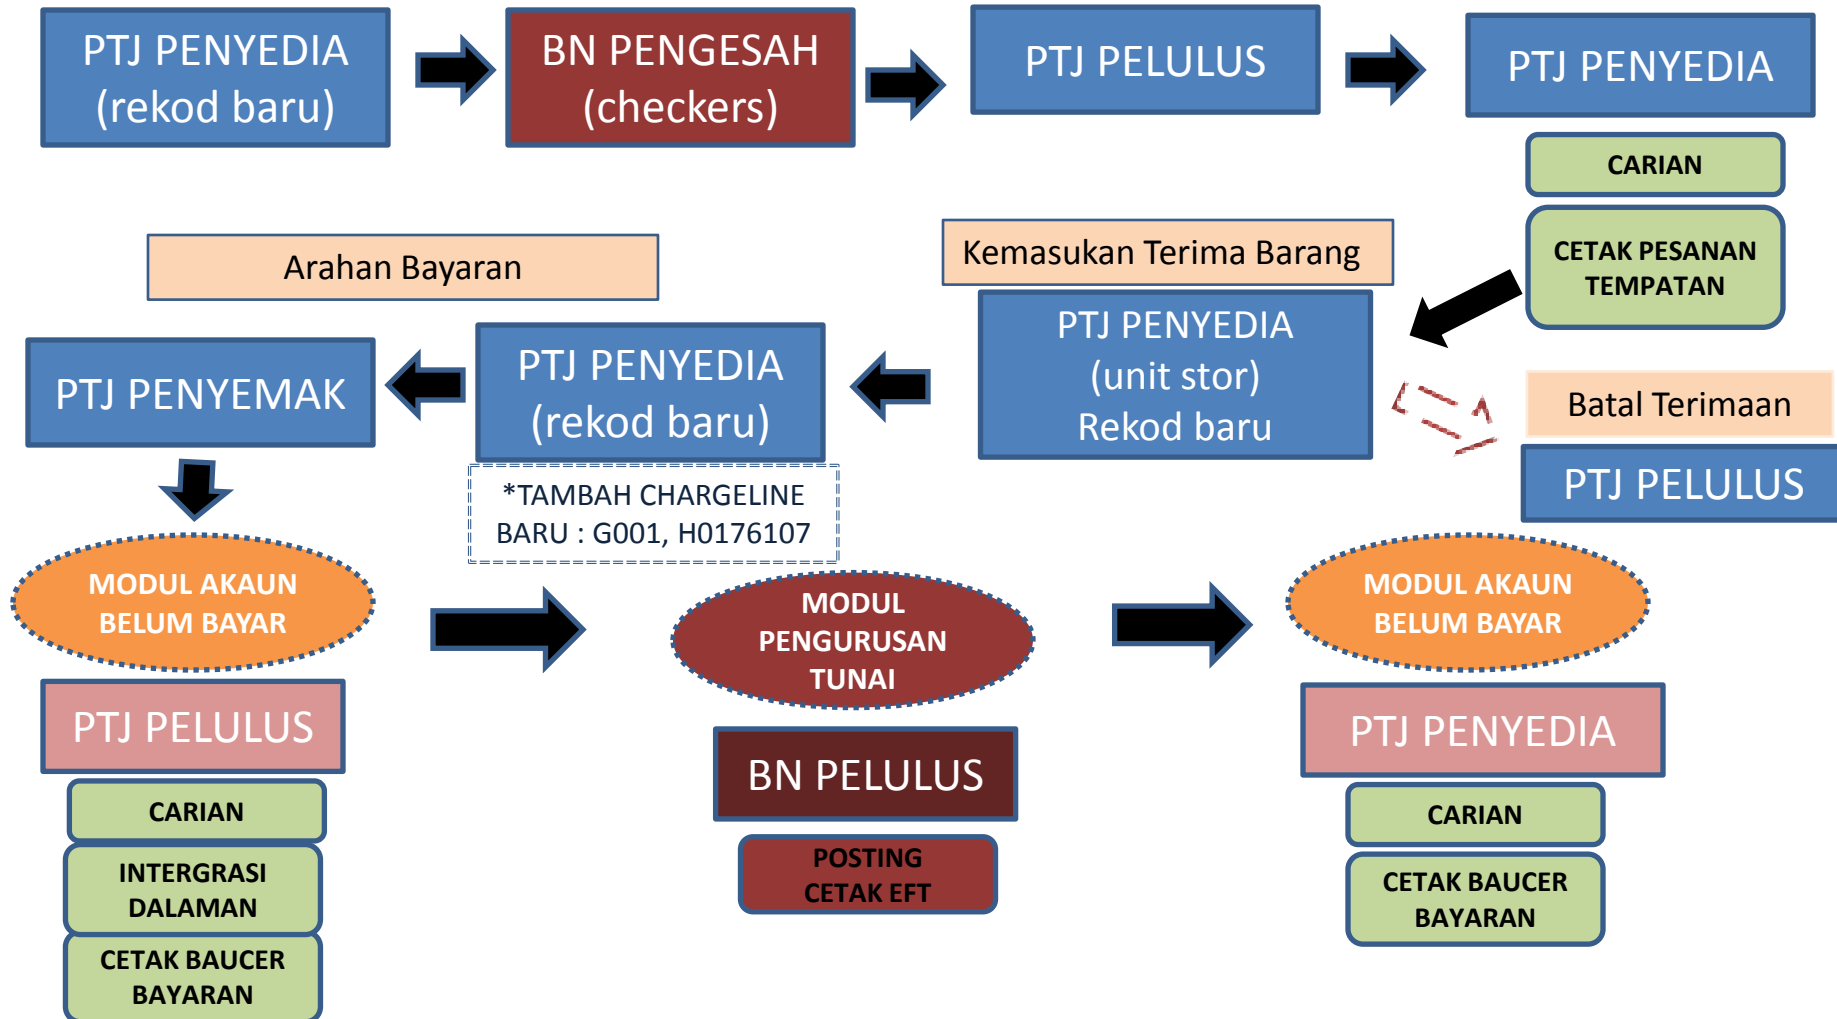 PTJ PENYEDIA
(rekod baru)
BN PENGESAH
(checkers)
PTJ PELULUS
PTJ PENYEDIA
CARIAN
CETAK PESANAN
TEMPATAN
Kemasukan Terima Barang
PTJ PENYEDIA
(unit stor)
Rekod baru
Batal Terimaan
PTJ PELULUS
Arahan Bayaran
PTJ PENYEDIA
(rekod baru)
*TAMBAH CHARGELINE
BARU : G001, H0176107
PTJ PENYEMAK
MODUL AKAUN
BELUM BAYAR
PTJ PELULUS
CARIAN
INTERGRASI
DALAMAN
CETAK BAUCER
BAYARAN
MODUL
PENGURUSAN
TUNAI
BN PELULUS
POSTING
CETAK EFT
MODUL AKAUN
BELUM BAYAR
PTJ PENYEDIA
CARIAN
CETAK BAUCER
BAYARAN